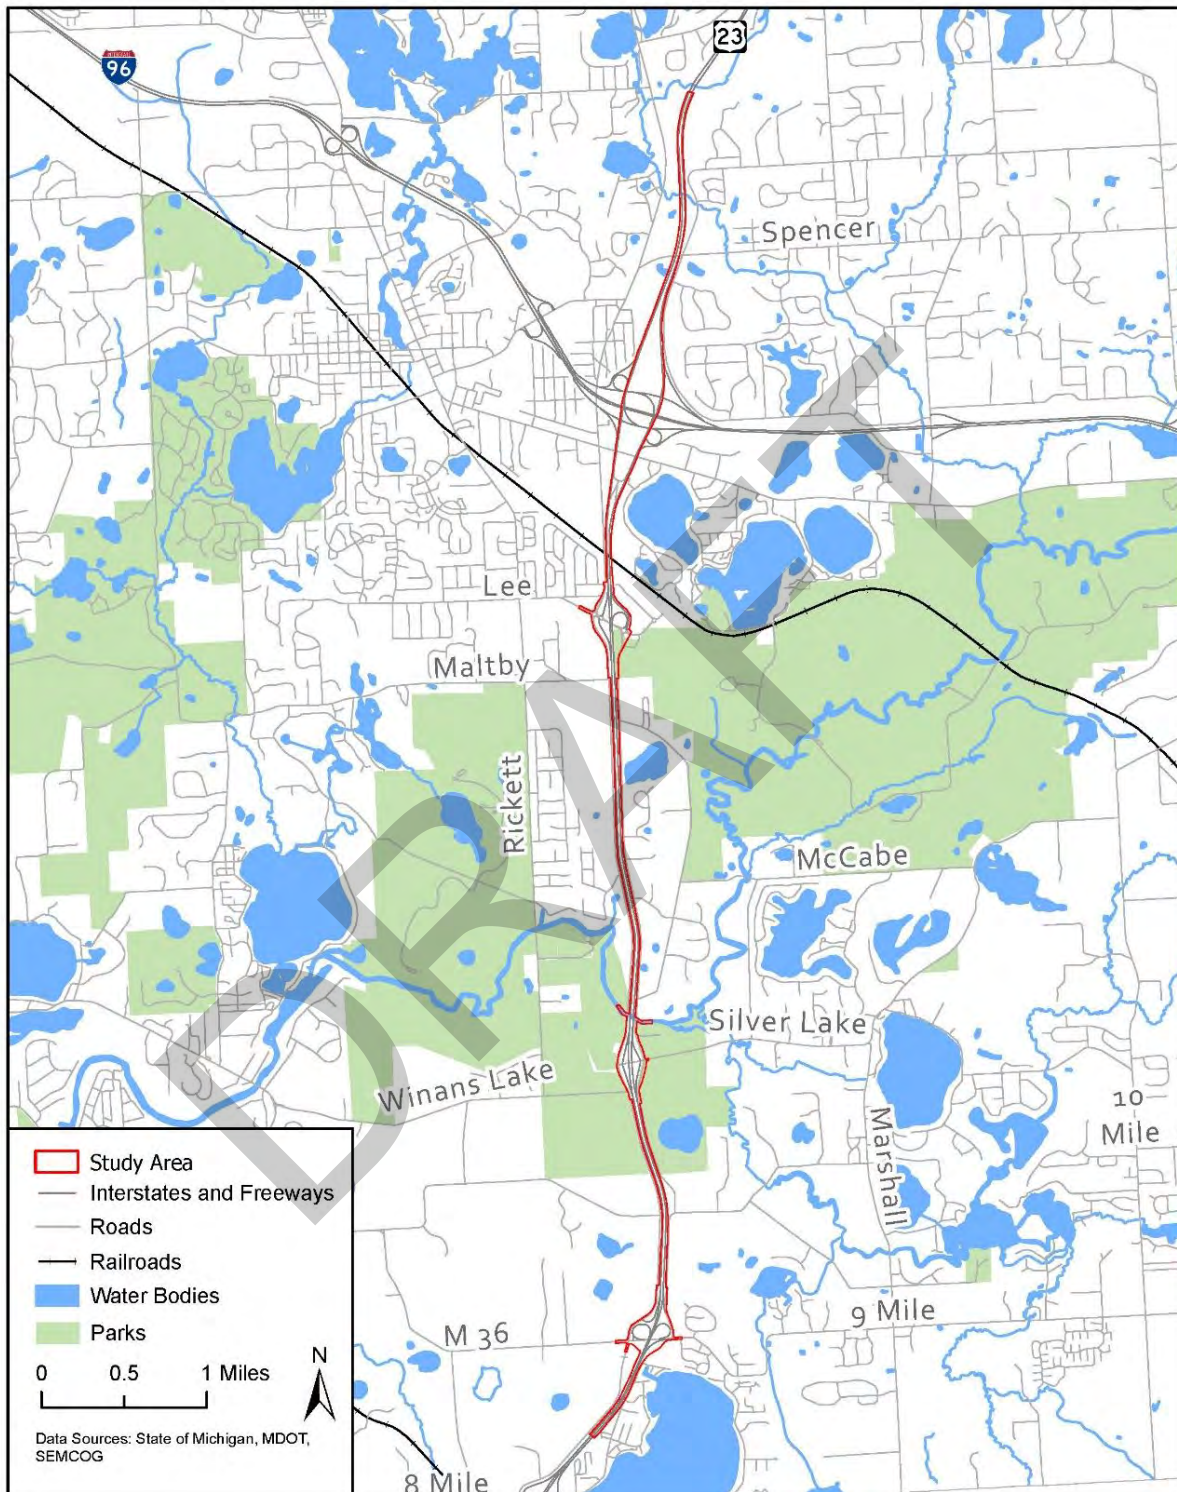 23
INTERSTATE
96
Spencer
Lee
Maltby
Rickett
McCabe
Silver Lake
Winans Lake
Marshall
10
Mile
9 Mile
M 36
8 Mile
DRAFT
Study Area
Interstates and Freeways
Roads
Railroads
Water Bodies
Parks
0 0.5 1 Miles
N
Data Sources: State of Michigan, MDOT,
SEMCOG